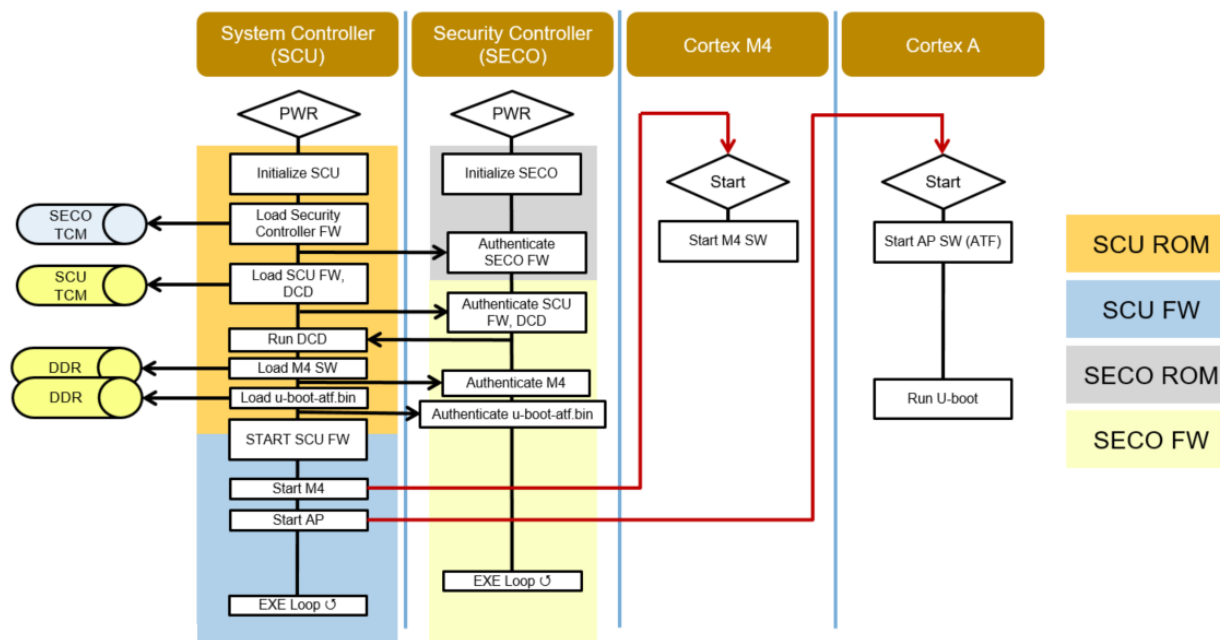 System Controller
(SCU)
Security Controller
(SECO)
Cortex M4
Cortex A
PWR
PWR
Initialize SCU
Initialize SECO
Start
Start
SECO
TCM
Load Security
Controller FW
Start M4 SW
Start AP SW (ATF)
Authenticate
SECO FW
SCU
TCM
Load SCU FW,
DCD
Authenticate SCU
FW, DCD
Run DCD
DDR
Load M4 SW
Authenticate M4
DDR
Load u-boot-atf.bin
Authenticate u-boot-atf.bin
Run U-boot
START SCU FW
Start M4
Start AP
EXE Loop ↺
EXE Loop ↺
SCU ROM
SCU FW
SECO ROM
SECO FW